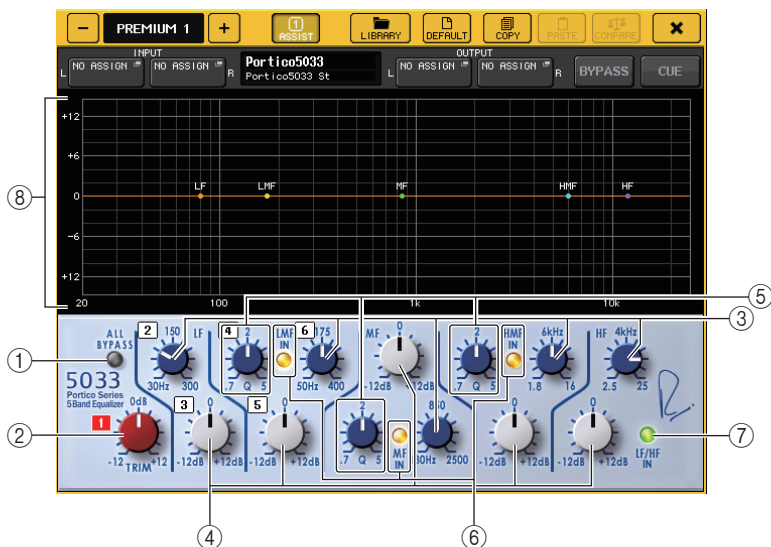 PREMIUM 1
1
ASSIST
LIBRARY
DEFAULT
COPY
PASTE
COMPARE
INPUT
L
NO ASSIGN
NO ASSIGN
R
Portico5033
Portico5033 St
OUTPUT
L
NO ASSIGN
NO ASSIGN
R
BYPASS
CUE
+12
+6
0
-6
+12
LF
LMF
MF
HMF
HF
20
100
1k
10k
8
5
3
1
2
7
4
6
ALL
BYPASS
5033
Portico Series
5 Band Equalizer
1
0dB
-12
+12
TRIM
2
150
LF
30Hz
300
3
0
-12dB
+12dB
4
2
.7
Q
5
LMF
IN
5
0
-12dB
+12dB
6
175
50Hz
400
MF
0
-12dB
+12dB
2
.7
Q
5
MF
IN
850
2500
2
.7
Q
5
HMF
IN
6kHz
1.8
16
0
-12dB
+12dB
HF
4kHz
2.5
25
0
-12dB
+12dB
LF/HF
IN